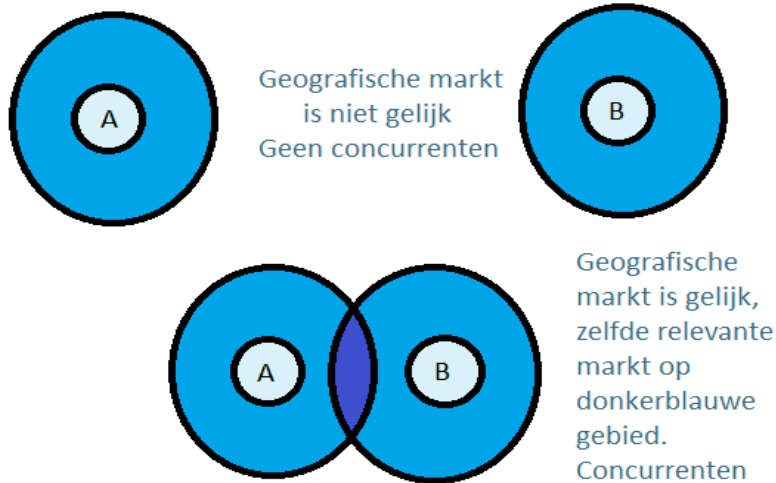 A
Geografische markt
is niet gelijk
Geen concurrenten
B
A
B
Geografische
markt is gelijk,
zelfde relevante
markt op
donkerblauwe
gebied.
Concurrenten